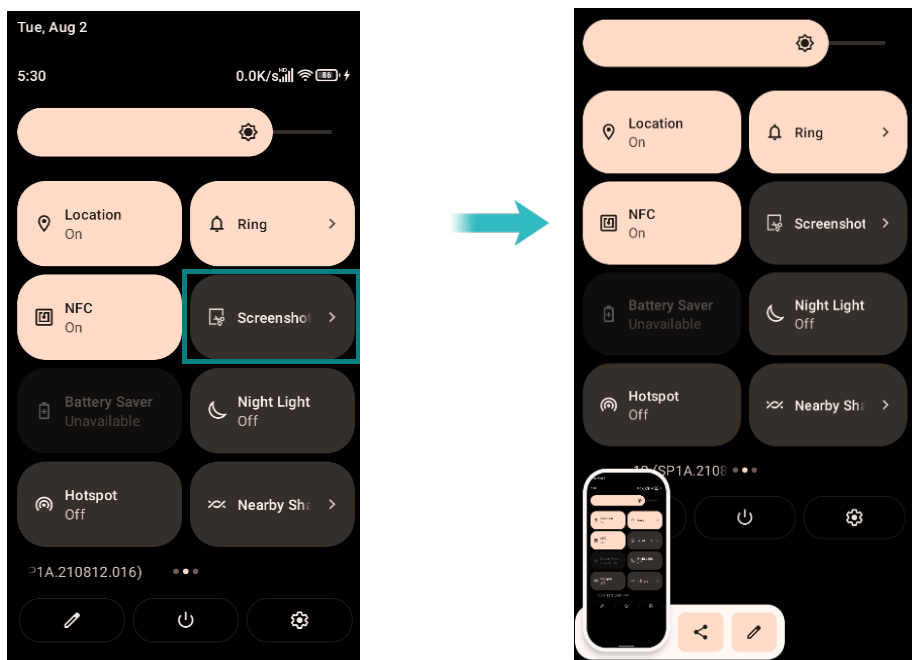 Tue, Aug 2
5:30
0.0K/s HD 86
Location
On
Ring
NFC
On
Screenshot
Battery Saver
Unavailable
Night Light
Off
Hotspot
Off
Nearby Sha
P1A.210812.016)
Location
On
Ring
NFC
On
Screenshot
Battery Saver
Unavailable
Night Light
Off
Hotspot
Off
Nearby Sha
(SP1A.2108